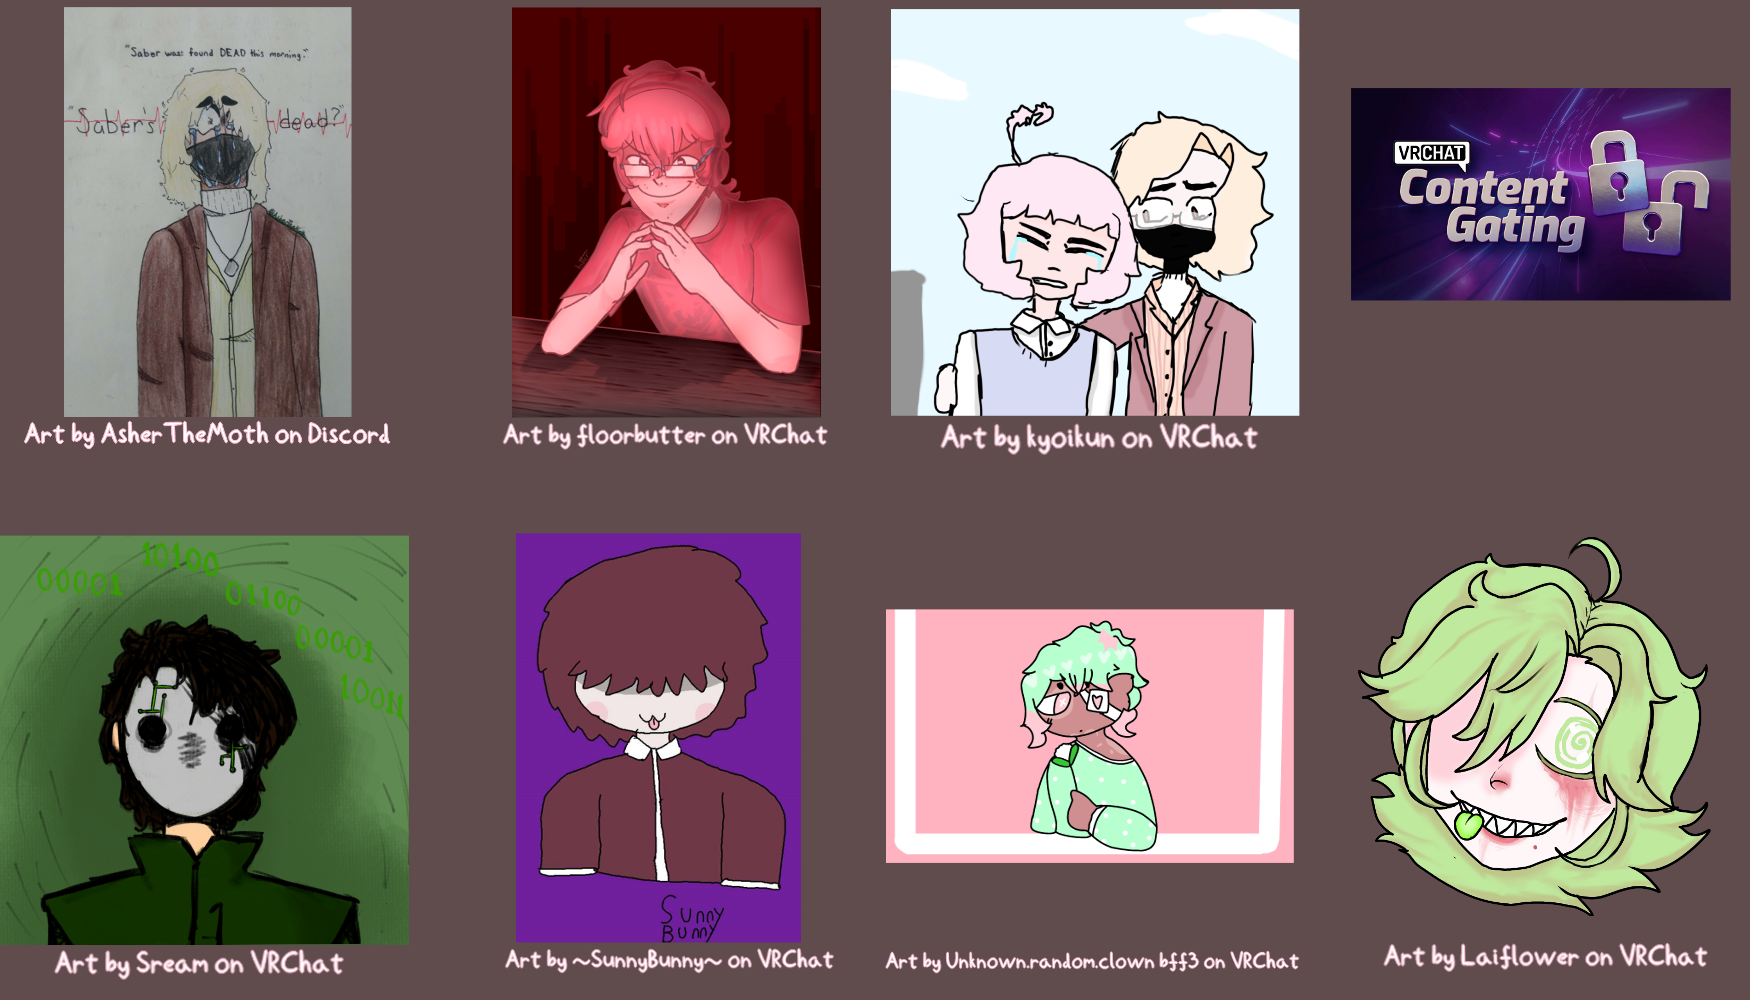 "Saber was found DEAD this morning."
"Saber's dead?"
Art by AsherTheMoth on Discord
Art by floorbutter on VRChat
Art by kyoikun on VRChat
VRCHAT
Content
Gating
10100
00001
01100
00001
10011
1
Art by Sream on VRChat
Sunny
Bunny
Art by ~SunnyBunny~ on VRChat
Art by Unknown.random.clown bff3 on VRChat
Art by Laiflower on VRChat